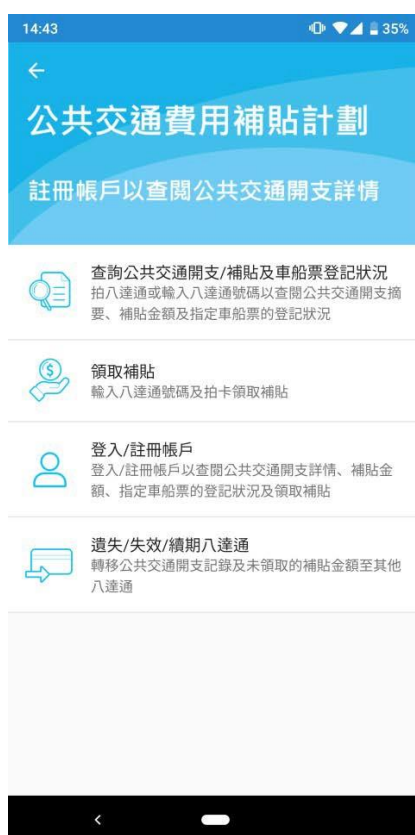 14:43
35%
公共交通費用補貼計劃
註冊帳戶以查閱公共交通開支詳情
查詢公共交通開支/補貼及車船票登記狀況
拍八達通或輸入八達通號碼以查閱公共交通開支摘
要、補貼金額及指定車船票的登記狀況
領取補貼
輸入八達通號碼及拍卡領取補貼
登入/註冊帳戶
登入/註冊帳戶以查閱公共交通開支詳情、補貼金
額、指定車船票的登記狀況及領取補貼
遺失/失效/續期八達通
轉移公共交通開支記錄及未領取的補貼金額至其他
八達通